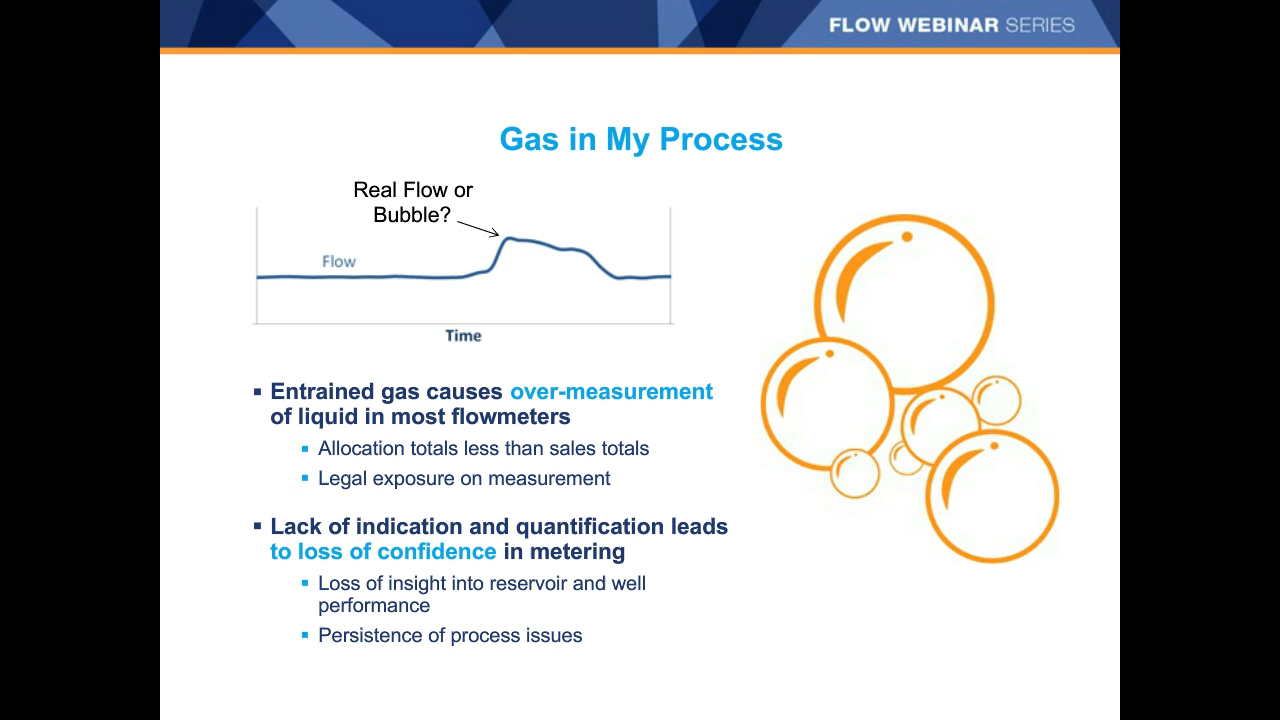 FLOW WEBINAR SERIES
Gas in My Process
Real Flow or
Bubble?
Flow
Time
▪ Entrained gas causes over-measurement
of liquid in most flowmeters
▪ Allocation totals less than sales totals
▪ Legal exposure on measurement
▪ Lack of indication and quantification leads
to loss of confidence in metering
▪ Loss of insight into reservoir and well
performance
▪ Persistence of process issues